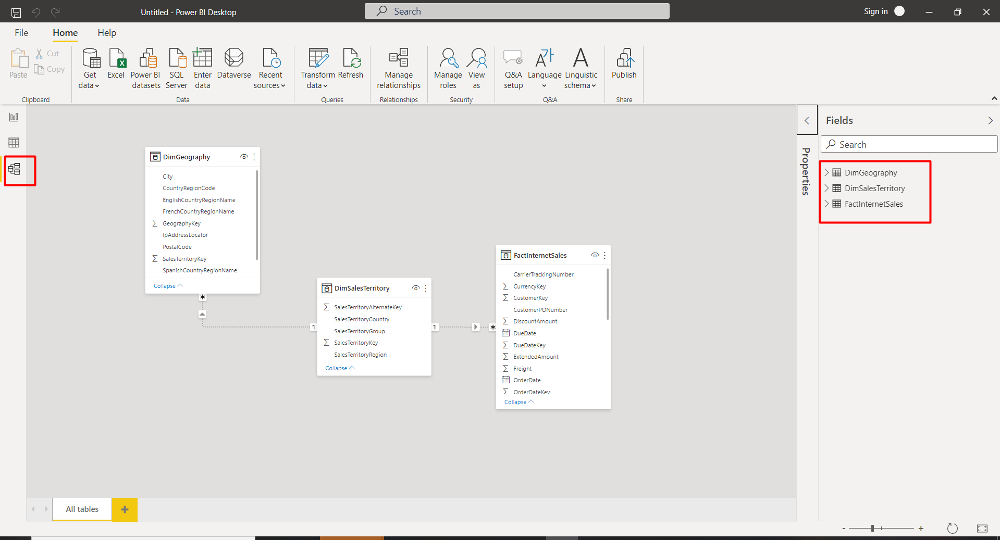 Untitled - Power BI Desktop
Search
Sign in
File
Home
Help
Paste
Cut
Copy
Clipboard
Get data
Excel
Power BI datasets
SQL Server
Enter data
Dataverse
Recent sources
Data
Transform data
Refresh
Queries
Manage relationships
Relationships
Manage roles
View as
Security
Q&A setup
Language
Linguistic schema
Q&A
Publish
Share
DimGeography
City
CountryRegionCode
EnglishCountryRegionName
FrenchCountryRegionName
GeographyKey
IpAddressLocator
PostalCode
SalesTerritoryKey
SpanishCountryRegionName
Collapse
*
1
DimSalesTerritory
SalesTerritoryAlternateKey
SalesTerritoryCountry
SalesTerritoryGroup
SalesTerritoryKey
SalesTerritoryRegion
Collapse
1
*
FactInternetSales
CarrierTrackingNumber
CurrencyKey
CustomerKey
CustomerPONumber
DiscountAmount
DueDate
DueDateKey
ExtendedAmount
Freight
OrderDate
OrderDateKey
Collapse
Properties
Fields
Search
DimGeography
DimSalesTerritory
FactInternetSales
All tables
+
- +